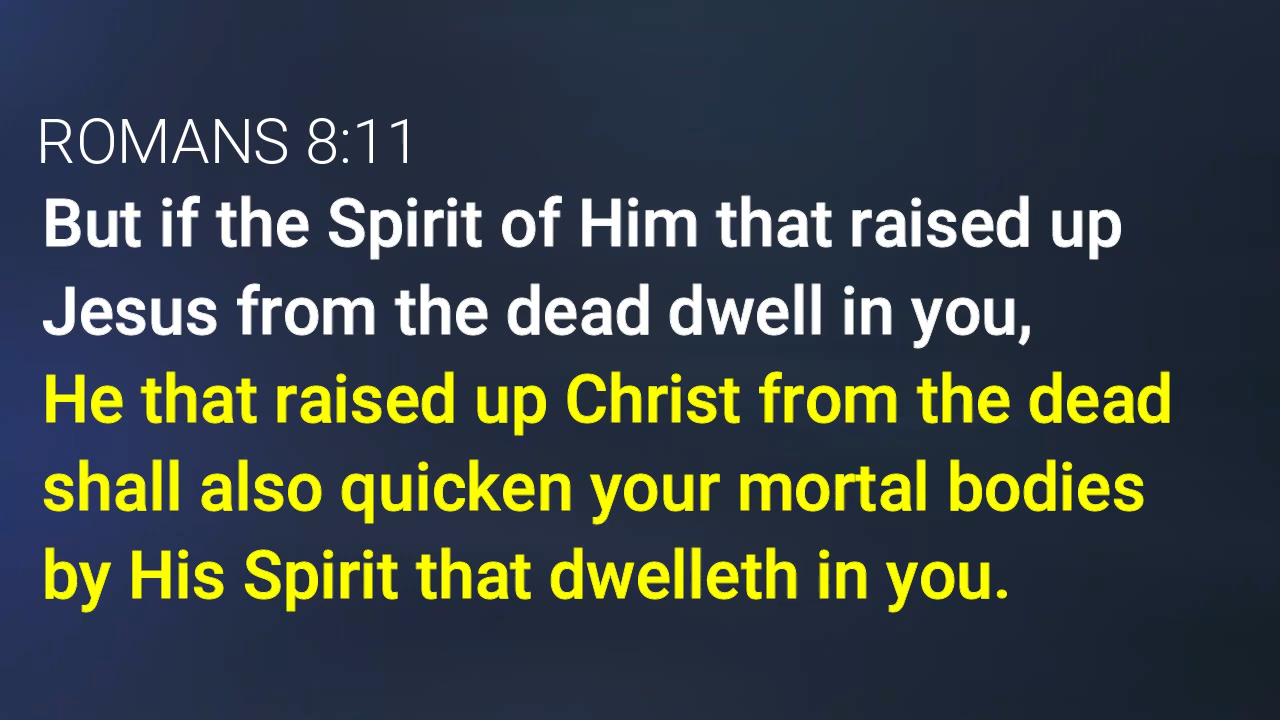 ROMANS 8:11
But if the Spirit of Him that raised up
Jesus from the dead dwell in you,
He that raised up Christ from the dead
shall also quicken your mortal bodies
by His Spirit that dwelleth in you.